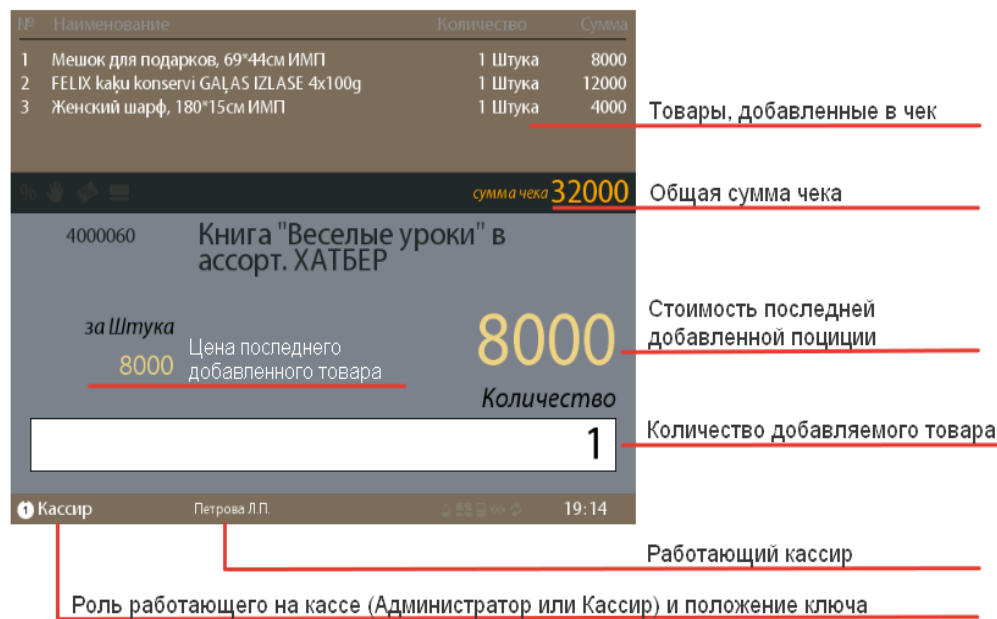 № Наименование Количество Сумма
1 Мешок для подарков, 69*44см ИМП 1 Штука 8000
2 FELIX kaķu konservi GAĻAS IZLASE 4x100g 1 Штука 12000
3 Женский шарф, 180*15см ИМП 1 Штука 4000
Товары, добавленные в чек
% сумма чека 32000
Общая сумма чека
4000060 Книга "Веселые уроки" в
ассорт. ХАТБЕР
за Штука
8000
Цена последнего
добавленного товара
8000
Стоимость последней
добавленной поциции
Количество
1
Количество добавляемого товара
1 Кассир Петрова Л.П. 19:14
Работающий кассир
Роль работающего на кассе (Администратор или Кассир) и положение ключа